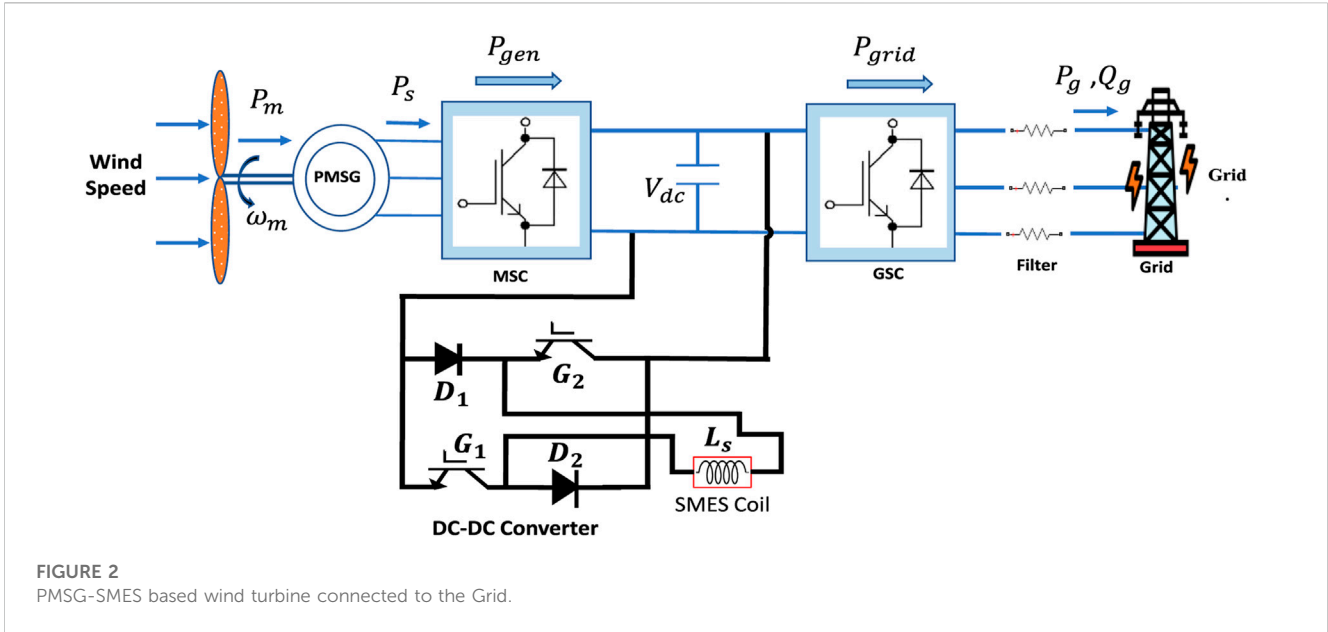 P_gen
P_grid
P_g ,Q_g
P_m
P_s
Wind
Speed
PMSG
ω_m
V_dc
Grid
.
MSC
GSC
Filter
Grid
D_1
G_2
G_1
D_2
L_s
SMES Coil
DC-DC Converter
FIGURE 2
PMSG-SMES based wind turbine connected to the Grid.